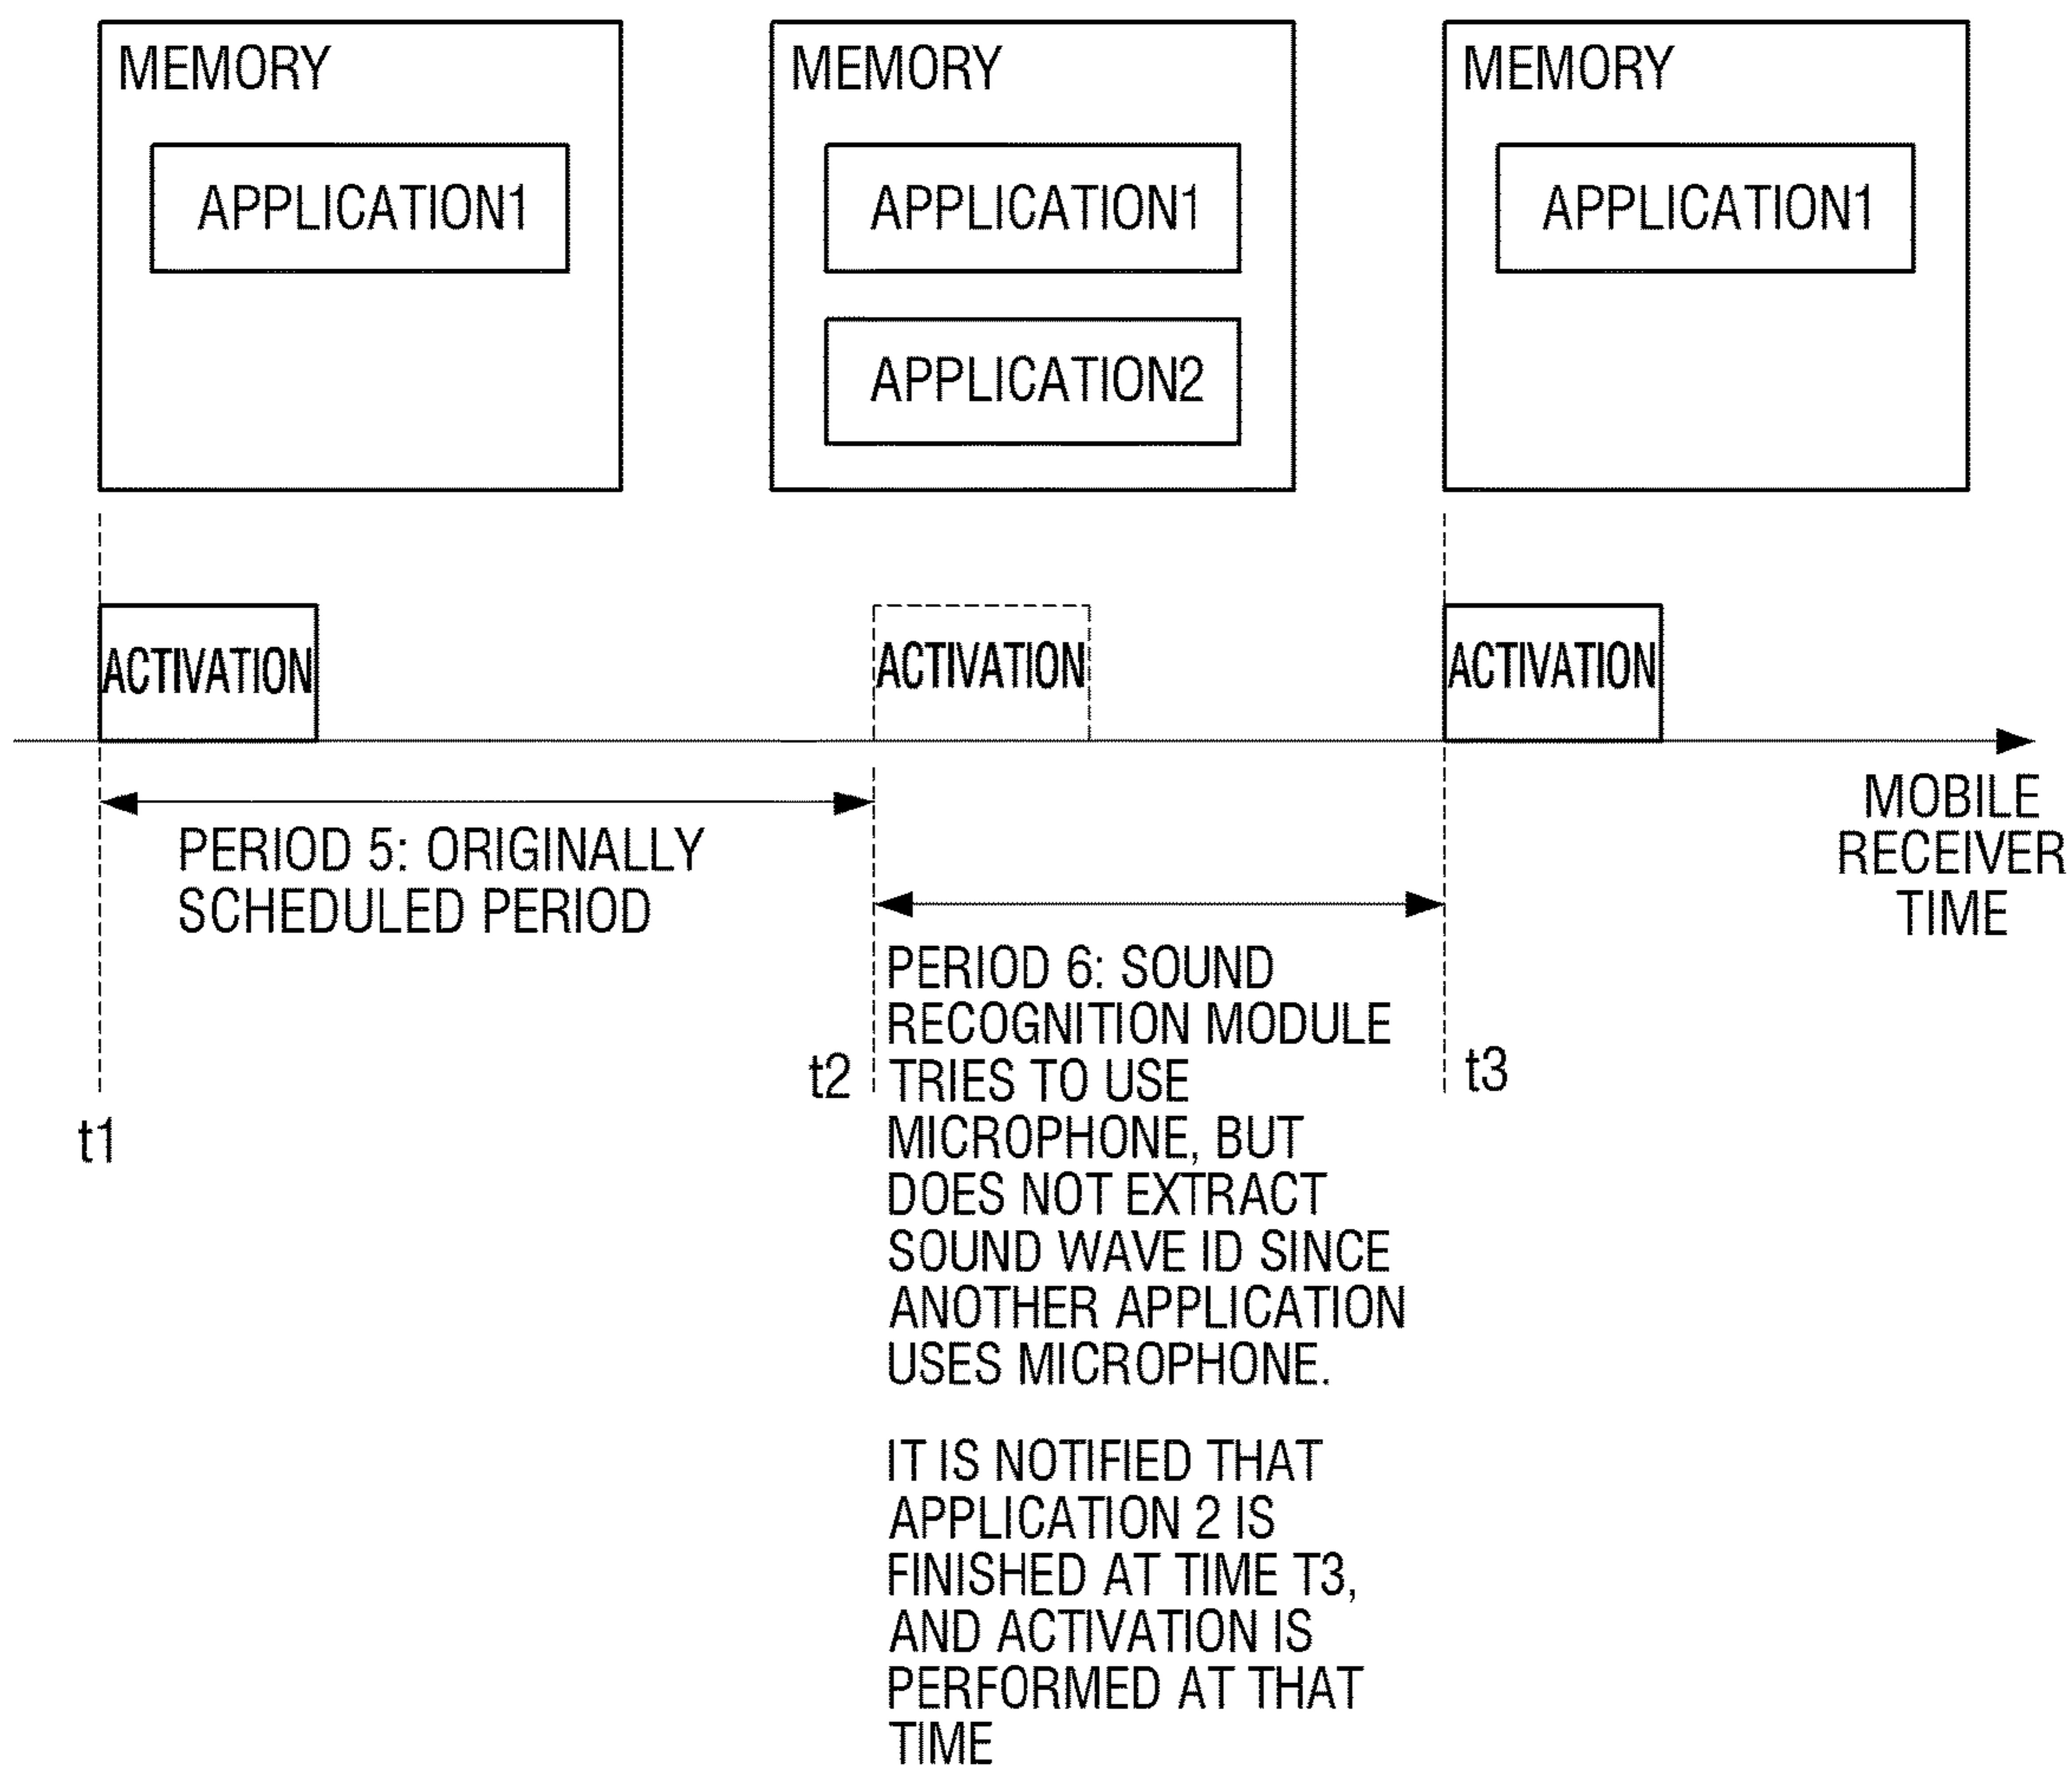 MEMORY
APPLICATION1
MEMORY
APPLICATION1
APPLICATION2
MEMORY
APPLICATION1
ACTIVATION
ACTIVATION
ACTIVATION
MOBILE
RECEIVER
TIME
PERIOD 5: ORIGINALLY
SCHEDULED PERIOD
t1
t2
t3
PERIOD 6: SOUND
RECOGNITION MODULE
TRIES TO USE
MICROPHONE, BUT
DOES NOT EXTRACT
SOUND WAVE ID SINCE
ANOTHER APPLICATION
USES MICROPHONE.
IT IS NOTIFIED THAT
APPLICATION 2 IS
FINISHED AT TIME T3,
AND ACTIVATION IS
PERFORMED AT THAT
TIME